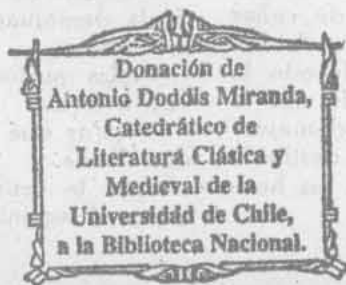 Donación de
Antonio Doddis Miranda,
Catedrático de
Literatura Clásica y
Medieval de la
Universidad de Chile,
a la Biblioteca Nacional.